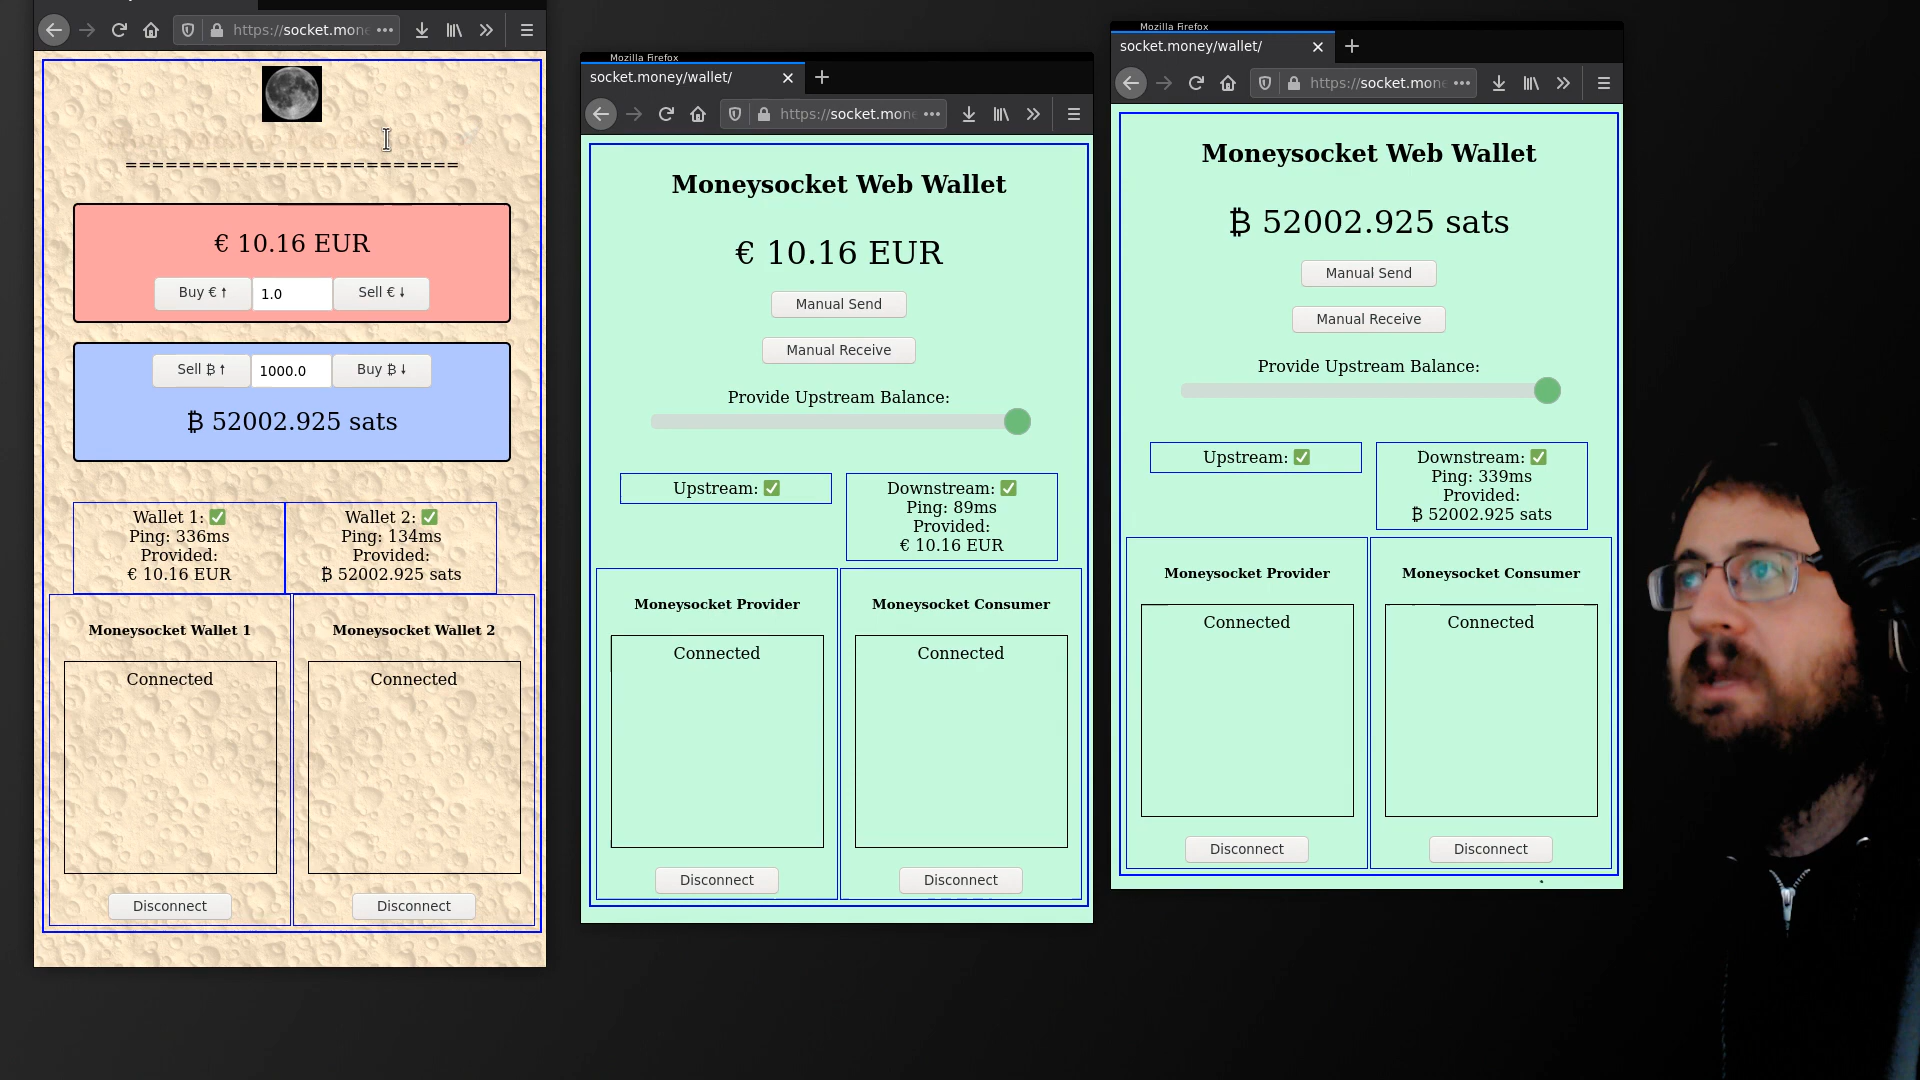 https://socket.mone
=========================
€ 10.16 EUR
Buy € ↑
1.0
Sell € ↓
Sell ₿ ↑
1000.0
Buy ₿ ↓
₿ 52002.925 sats
Wallet 1: ✅
Ping: 336ms
Provided:
€ 10.16 EUR
Wallet 2: ✅
Ping: 134ms
Provided:
₿ 52002.925 sats
Moneysocket Wallet 1
Connected
Disconnect
Moneysocket Wallet 2
Connected
Disconnect
Mozilla Firefox
socket.money/wallet/
https://socket.mone
Moneysocket Web Wallet
€ 10.16 EUR
Manual Send
Manual Receive
Provide Upstream Balance:
Upstream: ✅
Downstream: ✅
Ping: 89ms
Provided:
€ 10.16 EUR
Moneysocket Provider
Connected
Disconnect
Moneysocket Consumer
Connected
Disconnect
Mozilla Firefox
socket.money/wallet/
https://socket.mon
Moneysocket Web Wallet
₿ 52002.925 sats
Manual Send
Manual Receive
Provide Upstream Balance:
Upstream: ✅
Downstream: ✅
Ping: 339ms
Provided:
₿ 52002.925 sats
Moneysocket Provider
Connected
Disconnect
Moneysocket Consumer
Connected
Disconnect